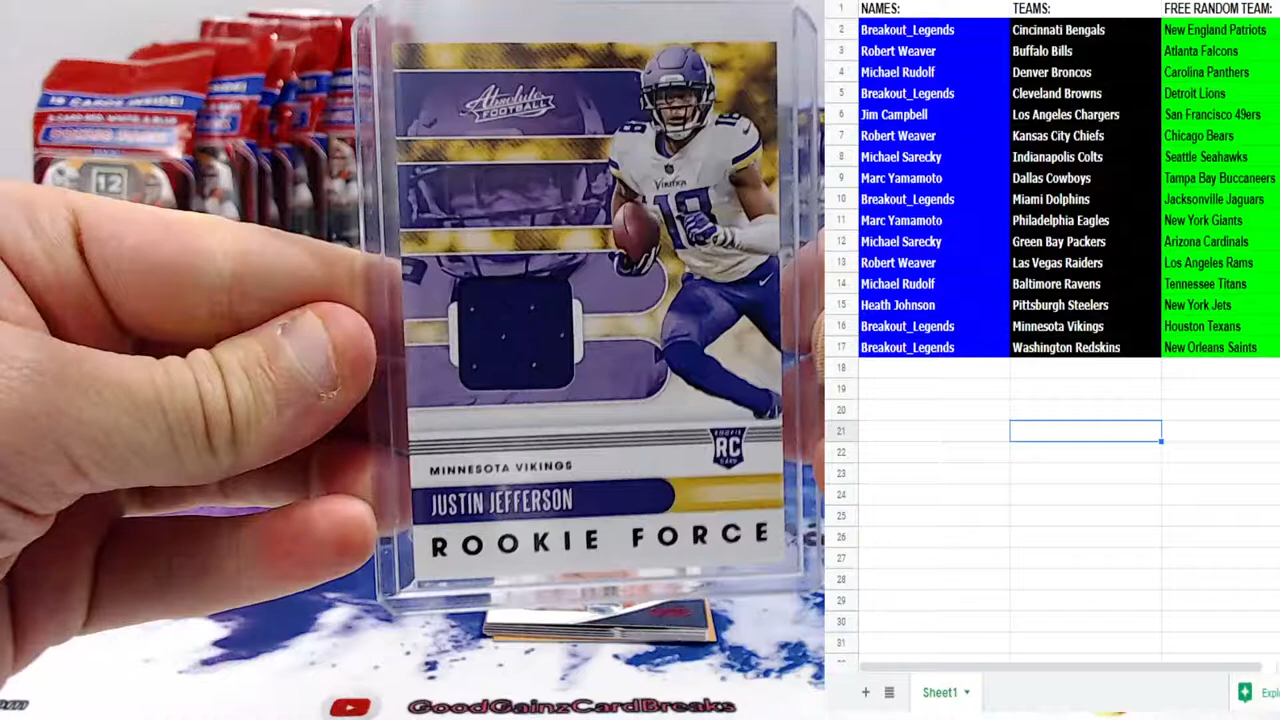 Absolute
FOOTBALL
VIKINGS
18
18
12
ROOKIE
RC
MINNESOTA VIKINGS
JUSTIN JEFFERSON
ROOKIE FORCE
GoodGainzCardBreaks
1 NAMES: TEAMS: FREE RANDOM TEAM:
2 Breakout_Legends Cincinnati Bengals New England Patriots
3 Robert Weaver Buffalo Bills Atlanta Falcons
4 Michael Rudolf Denver Broncos Carolina Panthers
5 Breakout_Legends Cleveland Browns Detroit Lions
6 Jim Campbell Los Angeles Chargers San Francisco 49ers
7 Robert Weaver Kansas City Chiefs Chicago Bears
8 Michael Sarecky Indianapolis Colts Seattle Seahawks
9 Marc Yamamoto Dallas Cowboys Tampa Bay Buccaneers
10 Breakout_Legends Miami Dolphins Jacksonville Jaguars
11 Marc Yamamoto Philadelphia Eagles New York Giants
12 Michael Sarecky Green Bay Packers Arizona Cardinals
13 Robert Weaver Las Vegas Raiders Los Angeles Rams
14 Michael Rudolf Baltimore Ravens Tennessee Titans
15 Heath Johnson Pittsburgh Steelers New York Jets
16 Breakout_Legends Minnesota Vikings Houston Texans
17 Breakout_Legends Washington Redskins New Orleans Saints
18
19
20
21
22
23
24
25
26
27
28
29
30
31
Sheet1
Expl